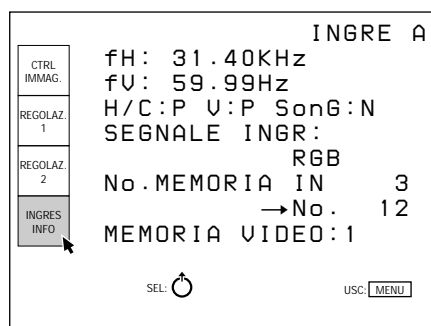 INGRE A
CTRL
IMMAG.
REGOLAZ.
1
REGOLAZ.
2
INGRES
INFO
fH: 31.40KHz
fV: 59.99Hz
H/C:P V:P SonG:N
SEGNALE INGR:
RGB
No.MEMORIA IN 3
→No. 12
MEMORIA VIDEO:1
SEL: USC: MENU